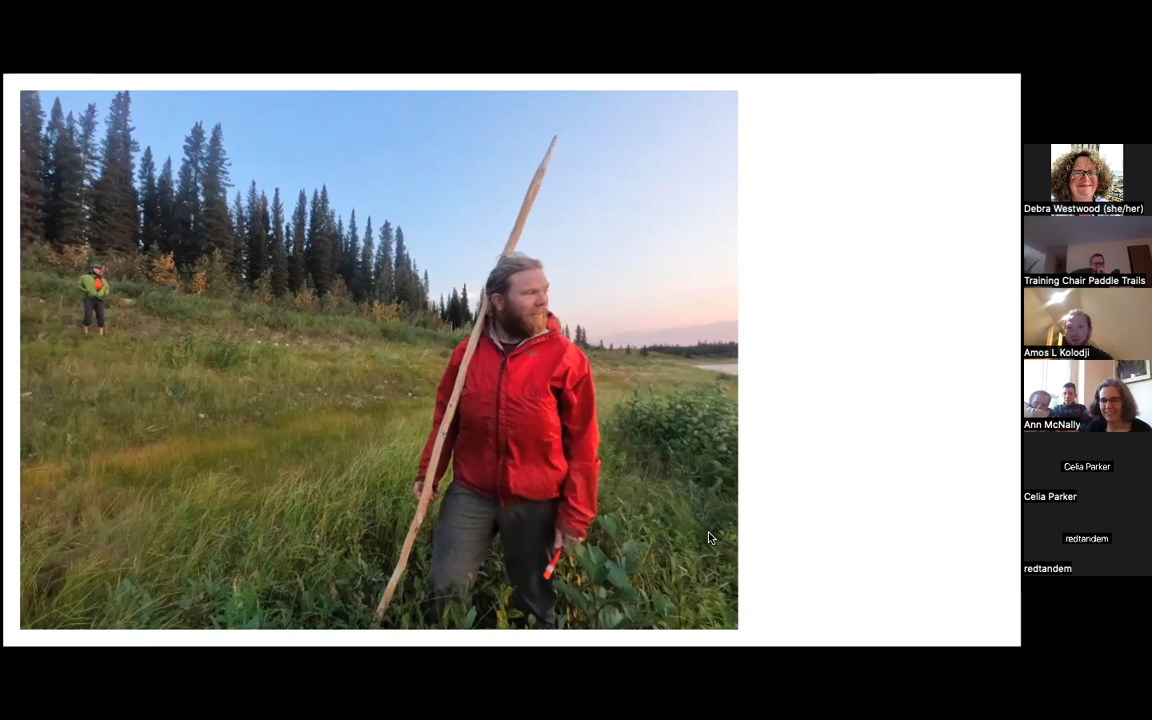 Debra Westwood (she/her)
Training Chair Paddle Trails
Amos L Kolodji
Ann McNally
Celia Parker
Celia Parker
redtandem
redtandem